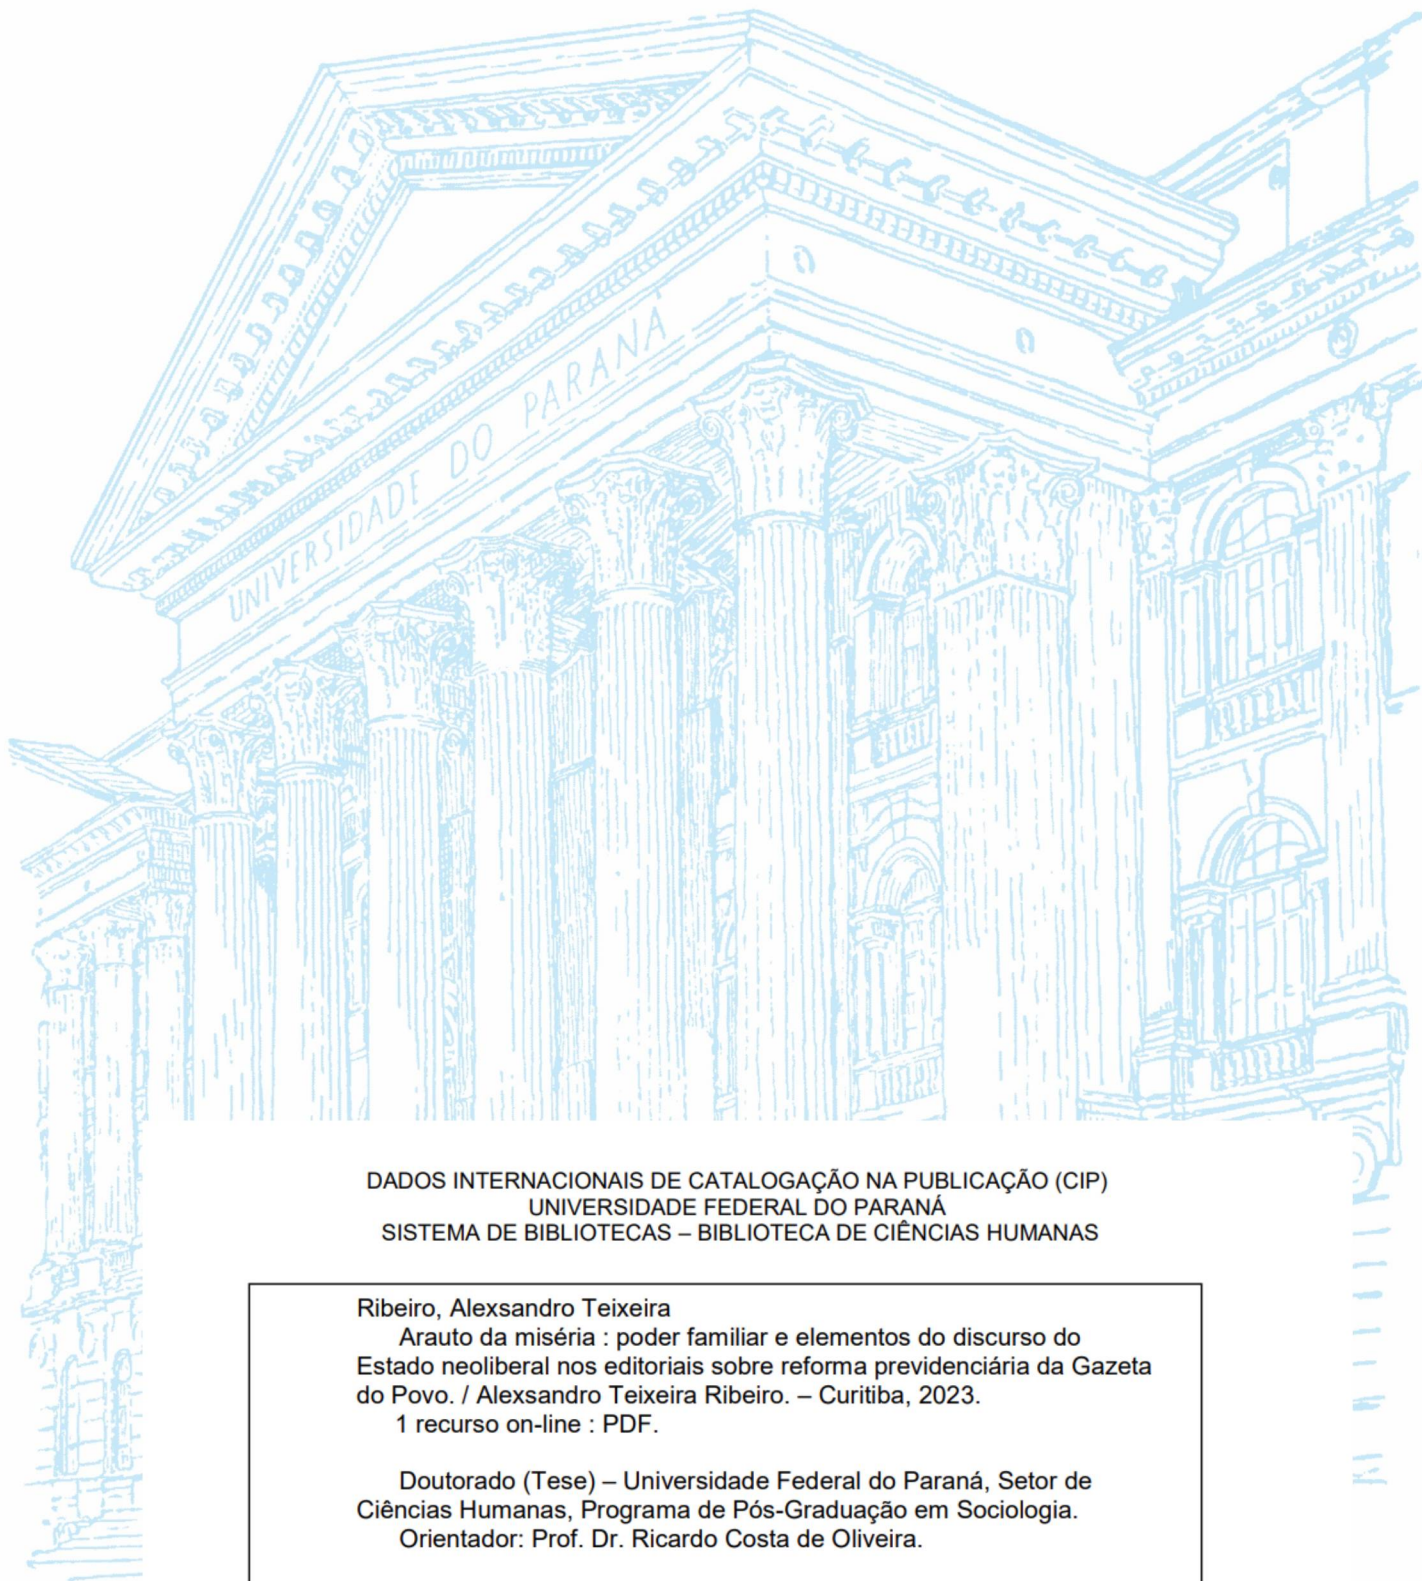 UNIVERSIDADE DO PARANÁ
DADOS INTERNACIONAIS DE CATALOGAÇÃO NA PUBLICAÇÃO (CIP)
UNIVERSIDADE FEDERAL DO PARANÁ
SISTEMA DE BIBLIOTECAS – BIBLIOTECA DE CIÊNCIAS HUMANAS
Ribeiro, Alexsandro Teixeira
Arauto da miséria : poder familiar e elementos do discurso do
Estado neoliberal nos editoriais sobre reforma previdenciária da Gazeta
do Povo. / Alexsandro Teixeira Ribeiro. – Curitiba, 2023.
1 recurso on-line : PDF.
Doutorado (Tese) – Universidade Federal do Paraná, Setor de
Ciências Humanas, Programa de Pós-Graduação em Sociologia.
Orientador: Prof. Dr. Ricardo Costa de Oliveira.